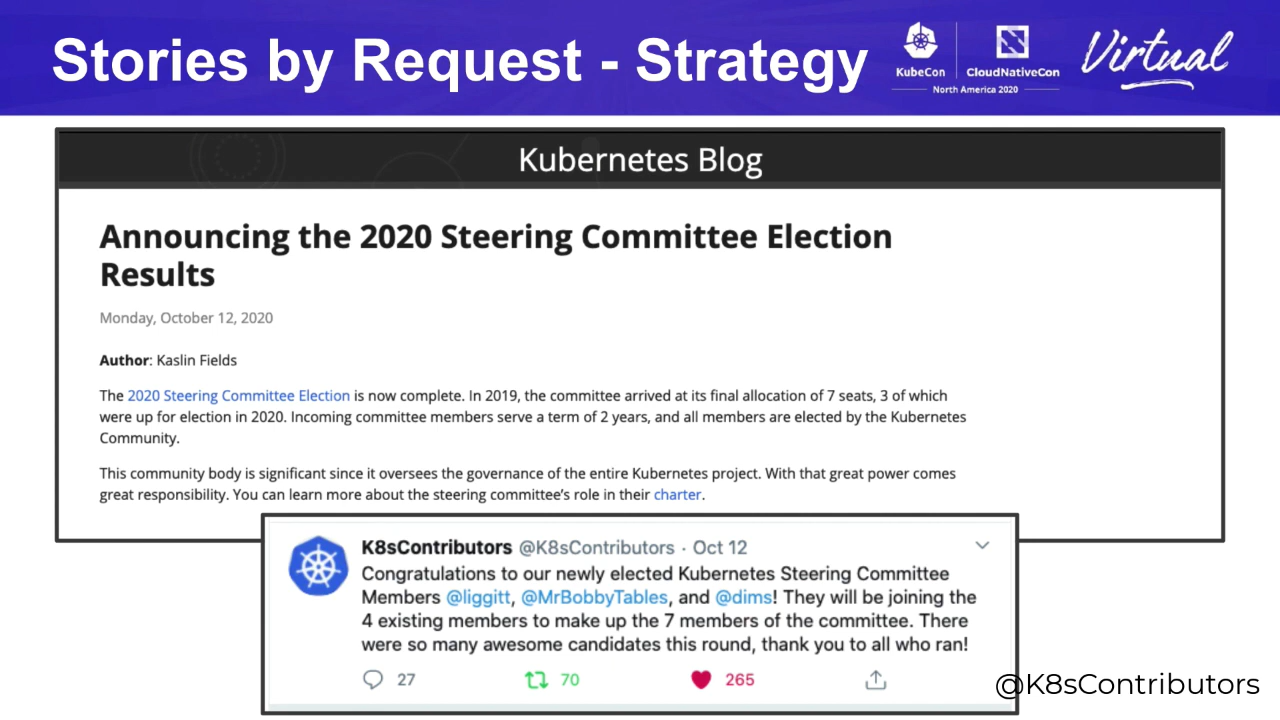 Stories by Request - Strategy
KubeCon
CloudNativeCon
North America 2020
Virtual
Kubernetes Blog
Announcing the 2020 Steering Committee Election
Results
Monday, October 12, 2020
Author: Kaslin Fields
The 2020 Steering Committee Election is now complete. In 2019, the committee arrived at its final allocation of 7 seats, 3 of which
were up for election in 2020. Incoming committee members serve a term of 2 years, and all members are elected by the Kubernetes
Community.
This community body is significant since it oversees the governance of the entire Kubernetes project. With that great power comes
great responsibility. You can learn more about the steering committee's role in their charter.
K8sContributors @K8sContributors · Oct 12
Congratulations to our newly elected Kubernetes Steering Committee
Members @liggitt, @MrBobbyTables, and @dims! They will be joining the
4 existing members to make up the 7 members of the committee. There
were so many awesome candidates this round, thank you to all who ran!
27 70 265
@K8sContributors